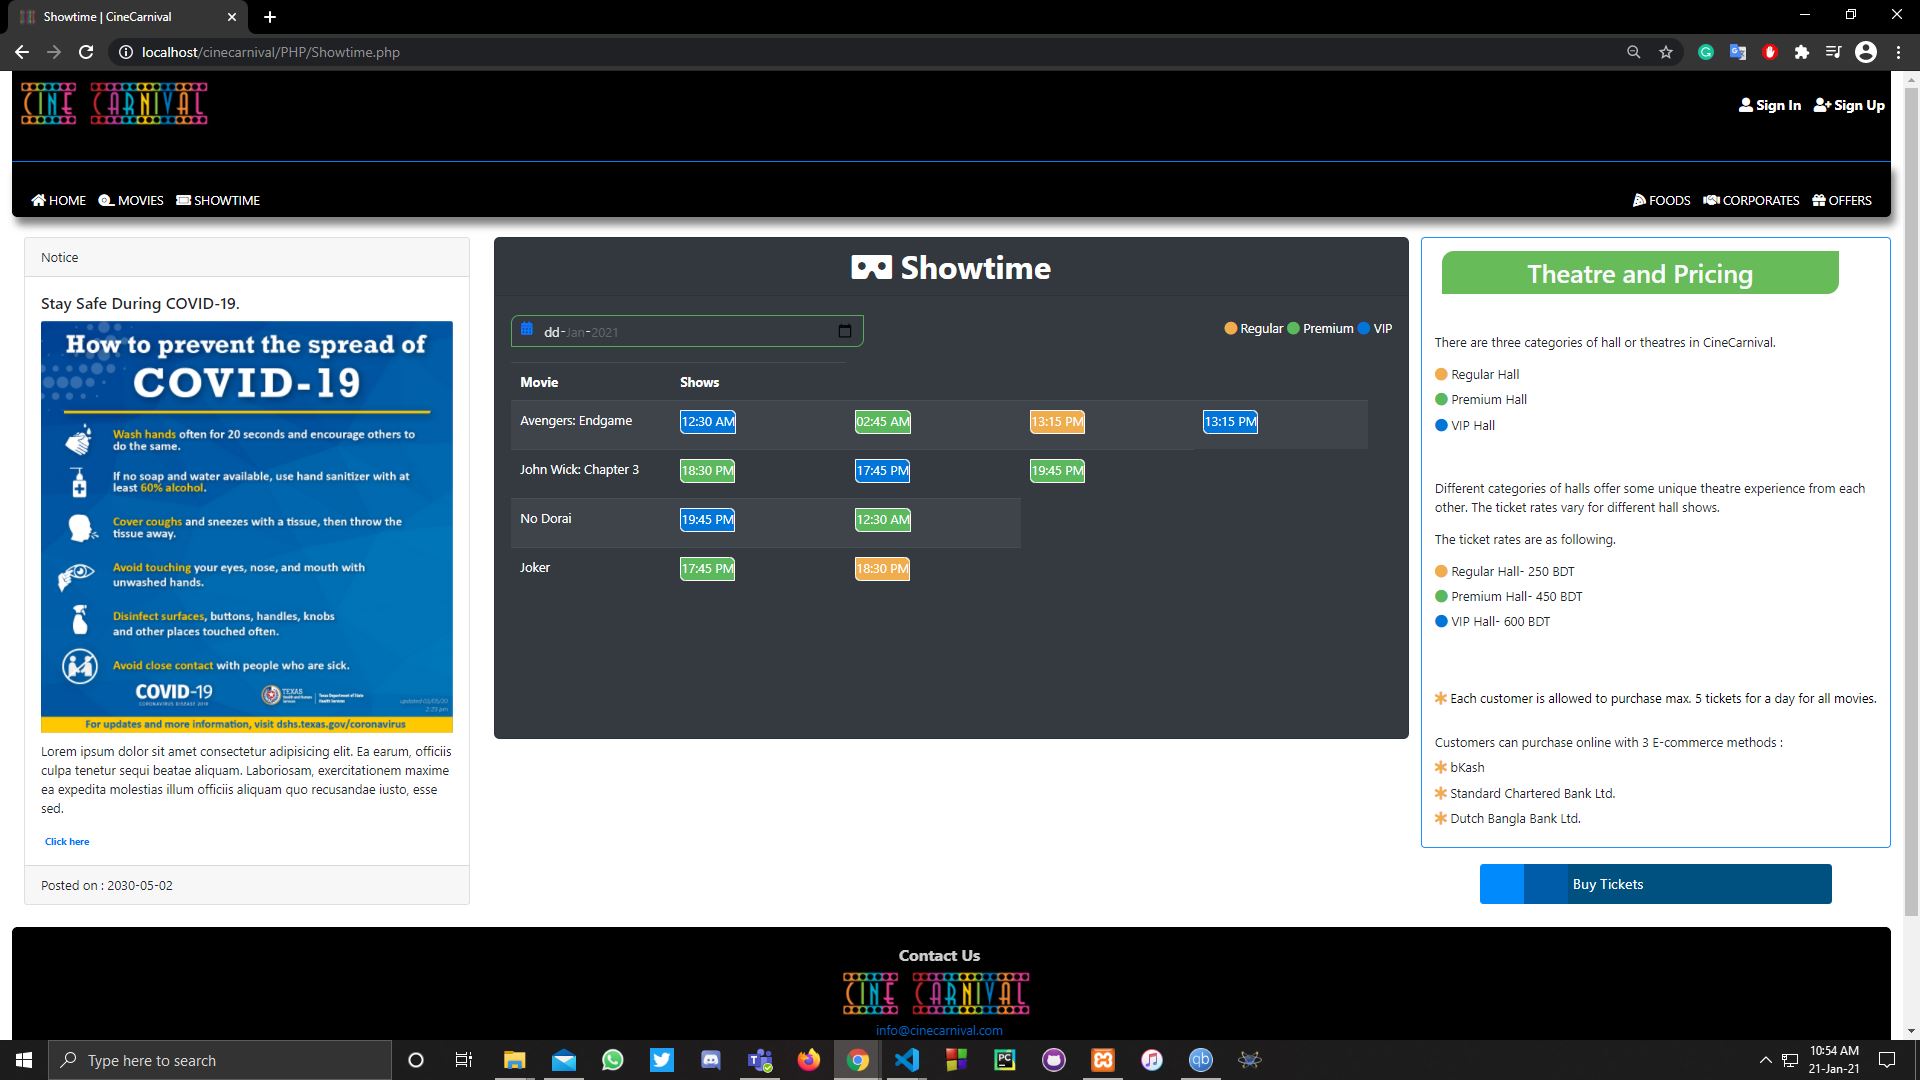 Showtime | CineCarnival
localhost/cinecarnival/PHP/Showtime.php
CINE CARNIVAL
Sign In Sign Up
HOME MOVIES SHOWTIME
FOODS CORPORATES OFFERS
Notice
Stay Safe During COVID-19.
How to prevent the spread of
COVID-19
Wash hands often for 20 seconds and encourage others to
do the same.
If no soap and water available, use hand sanitizer with at
least 60% alcohol.
Cover coughs and sneezes with a tissue, then throw the
tissue away.
Avoid touching your eyes, nose, and mouth with
unwashed hands.
Disinfect surfaces, buttons, handles, knobs
and other places touched often.
Avoid close contact with people who are sick.
COVID-19
CORONAVIRUS DISEASE 2019
TEXAS
Health and Human
Services
Texas Department of State
Health Services
For updates and more information, visit dshs.texas.gov/coronavirus
Lorem ipsum dolor sit amet consectetur adipisicing elit. Ea earum, officiis
culpa tenetur sequi beatae aliquam. Laboriosam, exercitationem maxime
ea expedita molestias illum officiis aliquam quo recusandae iusto, esse
sed.
Click here
Posted on : 2030-05-02
Showtime
dd-Jan-2021
Regular Premium VIP
Movie Shows
Avengers: Endgame 12:30 AM 02:45 AM 13:15 PM 13:15 PM
John Wick: Chapter 3 18:30 PM 17:45 PM 19:45 PM
No Dorai 19:45 PM 12:30 AM
Joker 17:45 PM 18:30 PM
Theatre and Pricing
There are three categories of hall or theatres in CineCarnival.
Regular Hall
Premium Hall
VIP Hall
Different categories of halls offer some unique theatre experience from each
other. The ticket rates vary for different hall shows.
The ticket rates are as following.
Regular Hall- 250 BDT
Premium Hall- 450 BDT
VIP Hall- 600 BDT
Each customer is allowed to purchase max. 5 tickets for a day for all movies.
Customers can purchase online with 3 E-commerce methods :
bKash
Standard Chartered Bank Ltd.
Dutch Bangla Bank Ltd.
Buy Tickets
Contact Us
CINE CARNIVAL
info@cinecarnival.com
Type here to search
PC
qb
10:54 AM
21-Jan-21